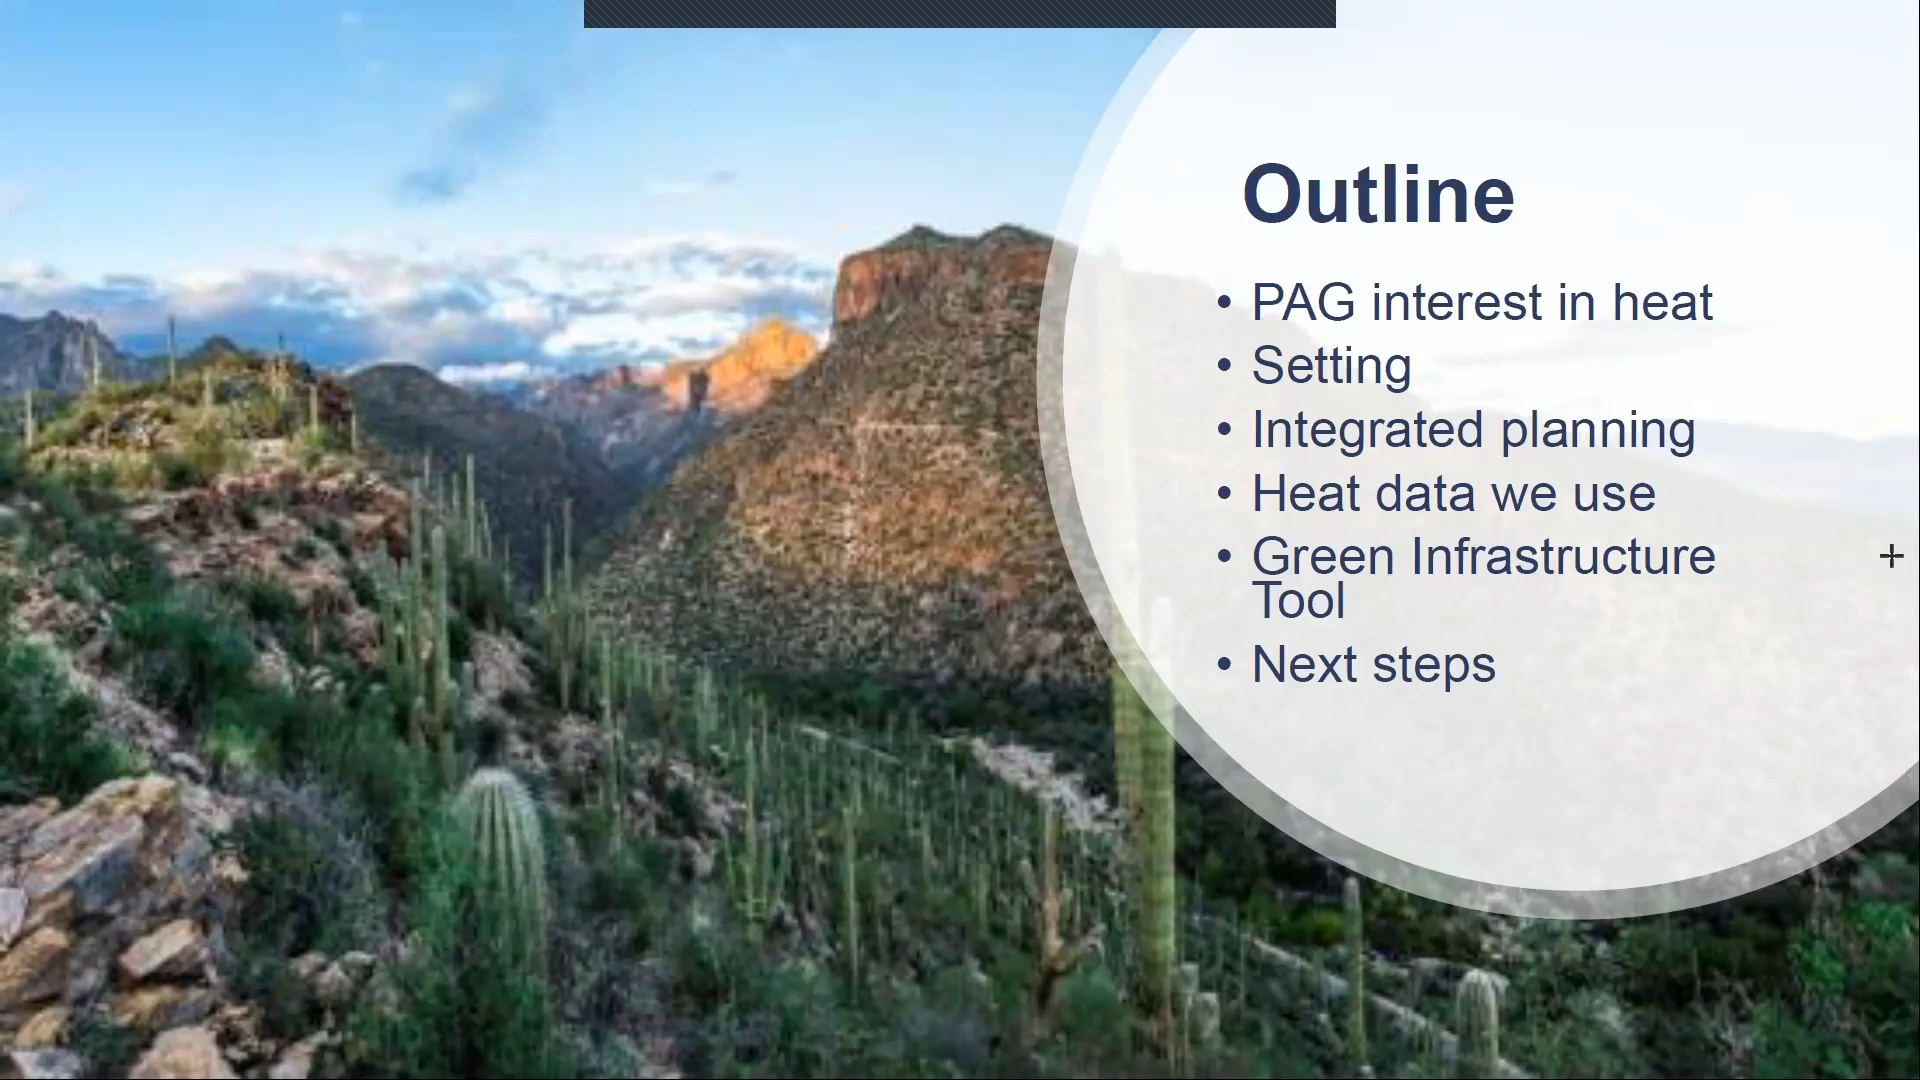 Outline
• PAG interest in heat
• Setting
• Integrated planning
• Heat data we use
• Green Infrastructure
Tool
• Next steps